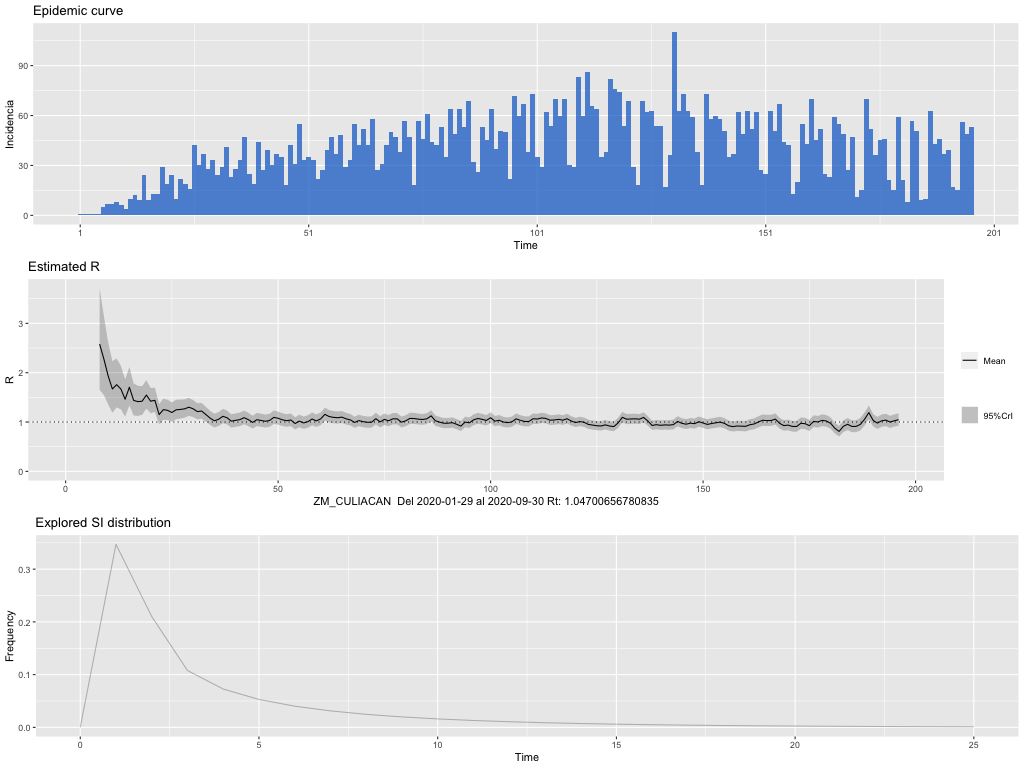 Epidemic curve
Incidencia
90
60
30
0
1
51
101
151
201
Time
Estimated R
R
3
2
1
0
0
50
100
150
200
ZM_CULIACAN  Del 2020-01-29 al 2020-09-30 Rt: 1.04700656780835
Mean
95%CrI
Explored SI distribution
Frequency
0.3
0.2
0.1
0.0
0
5
10
15
20
25
Time